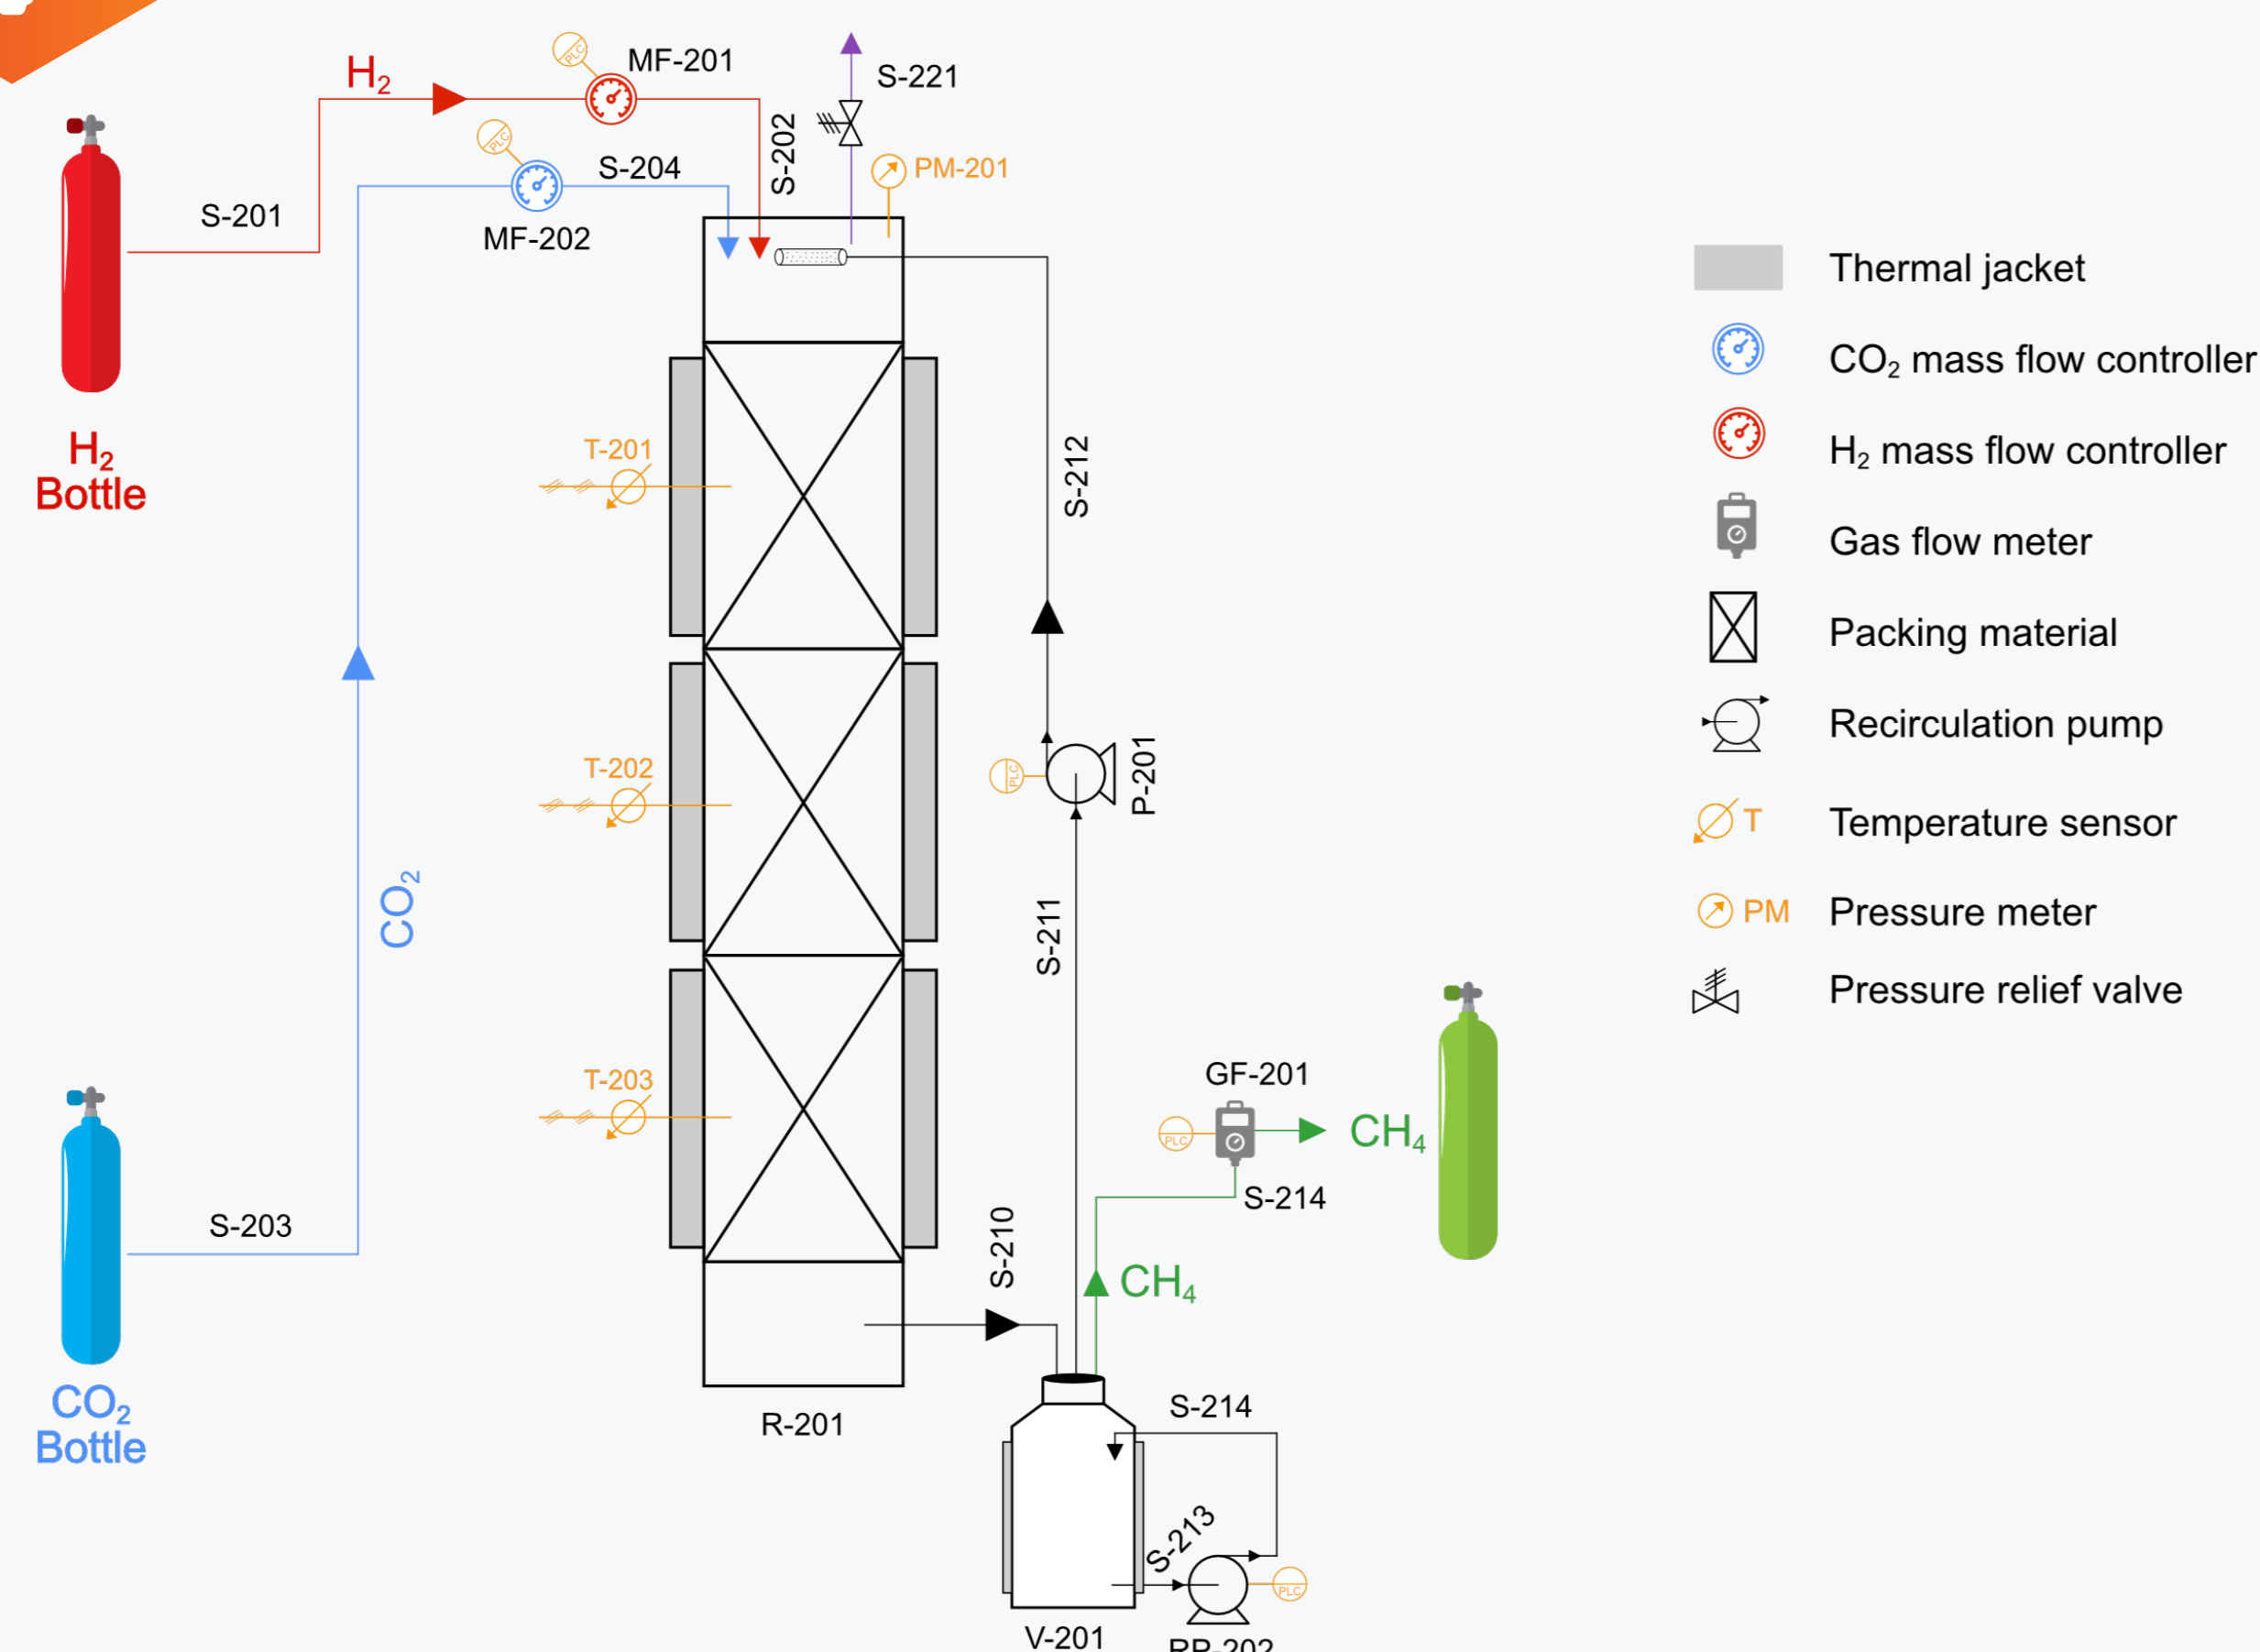 H₂
PLC
MF-201
S-221
PLC
S-204
S-202
PM-201
S-201
MF-202
H₂
Bottle
T-201
S-212
T-202
PLC
P-201
CO₂
S-211
T-203
GF-201
PLC
CH₄
S-214
S-203
S-210
CH₄
CO₂
Bottle
R-201
S-214
S-213
PLC
V-201
RP-202
Thermal jacket
CO₂ mass flow controller
H₂ mass flow controller
Gas flow meter
Packing material
Recirculation pump
T Temperature sensor
PM Pressure meter
Pressure relief valve